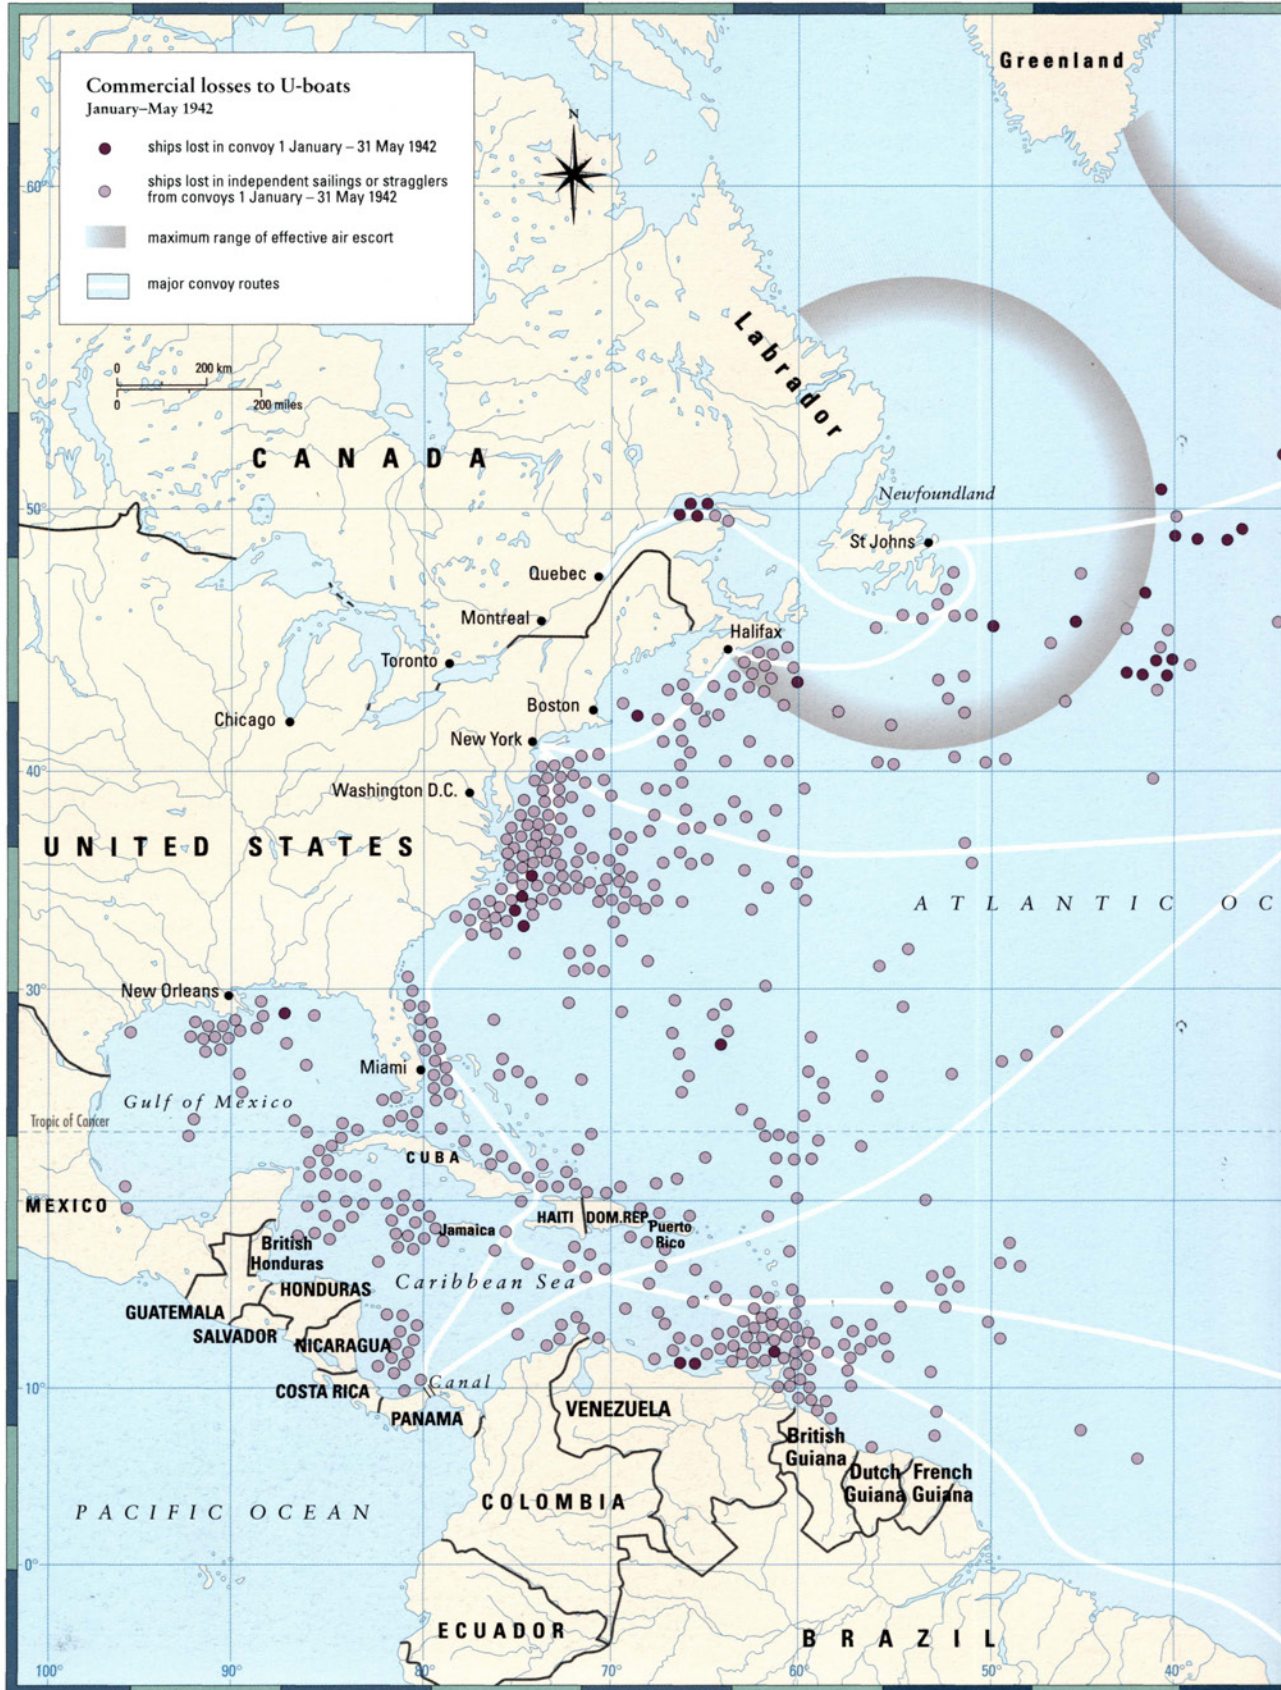 Greenland
Commercial losses to U-boats
January–May 1942
ships lost in convoy 1 January – 31 May 1942
ships lost in independent sailings or stragglers
from convoys 1 January – 31 May 1942
maximum range of effective air escort
major convoy routes
N
60°
60°
0 200 km
0 200 miles
Labrador
CANADA
Newfoundland
50°
50°
St Johns
Quebec
Montreal
Halifax
Toronto
Boston
Chicago
New York
40°
40°
Washington D.C.
UNITED STATES
ATLANTIC OC
30°
30°
New Orleans
Miami
Gulf of Mexico
Tropic of Cancer
CUBA
MEXICO
HAITI
DOM.REP.
Jamaica
Puerto
Rico
British
Honduras
Caribbean Sea
HONDURAS
GUATEMALA
SALVADOR
NICARAGUA
Canal
10°
10°
COSTA RICA
PANAMA
VENEZUELA
British
Guiana
Dutch
Guiana
French
Guiana
COLOMBIA
PACIFIC OCEAN
0°
0°
ECUADOR
BRAZIL
100°
90°
80°
70°
60°
50°
40°